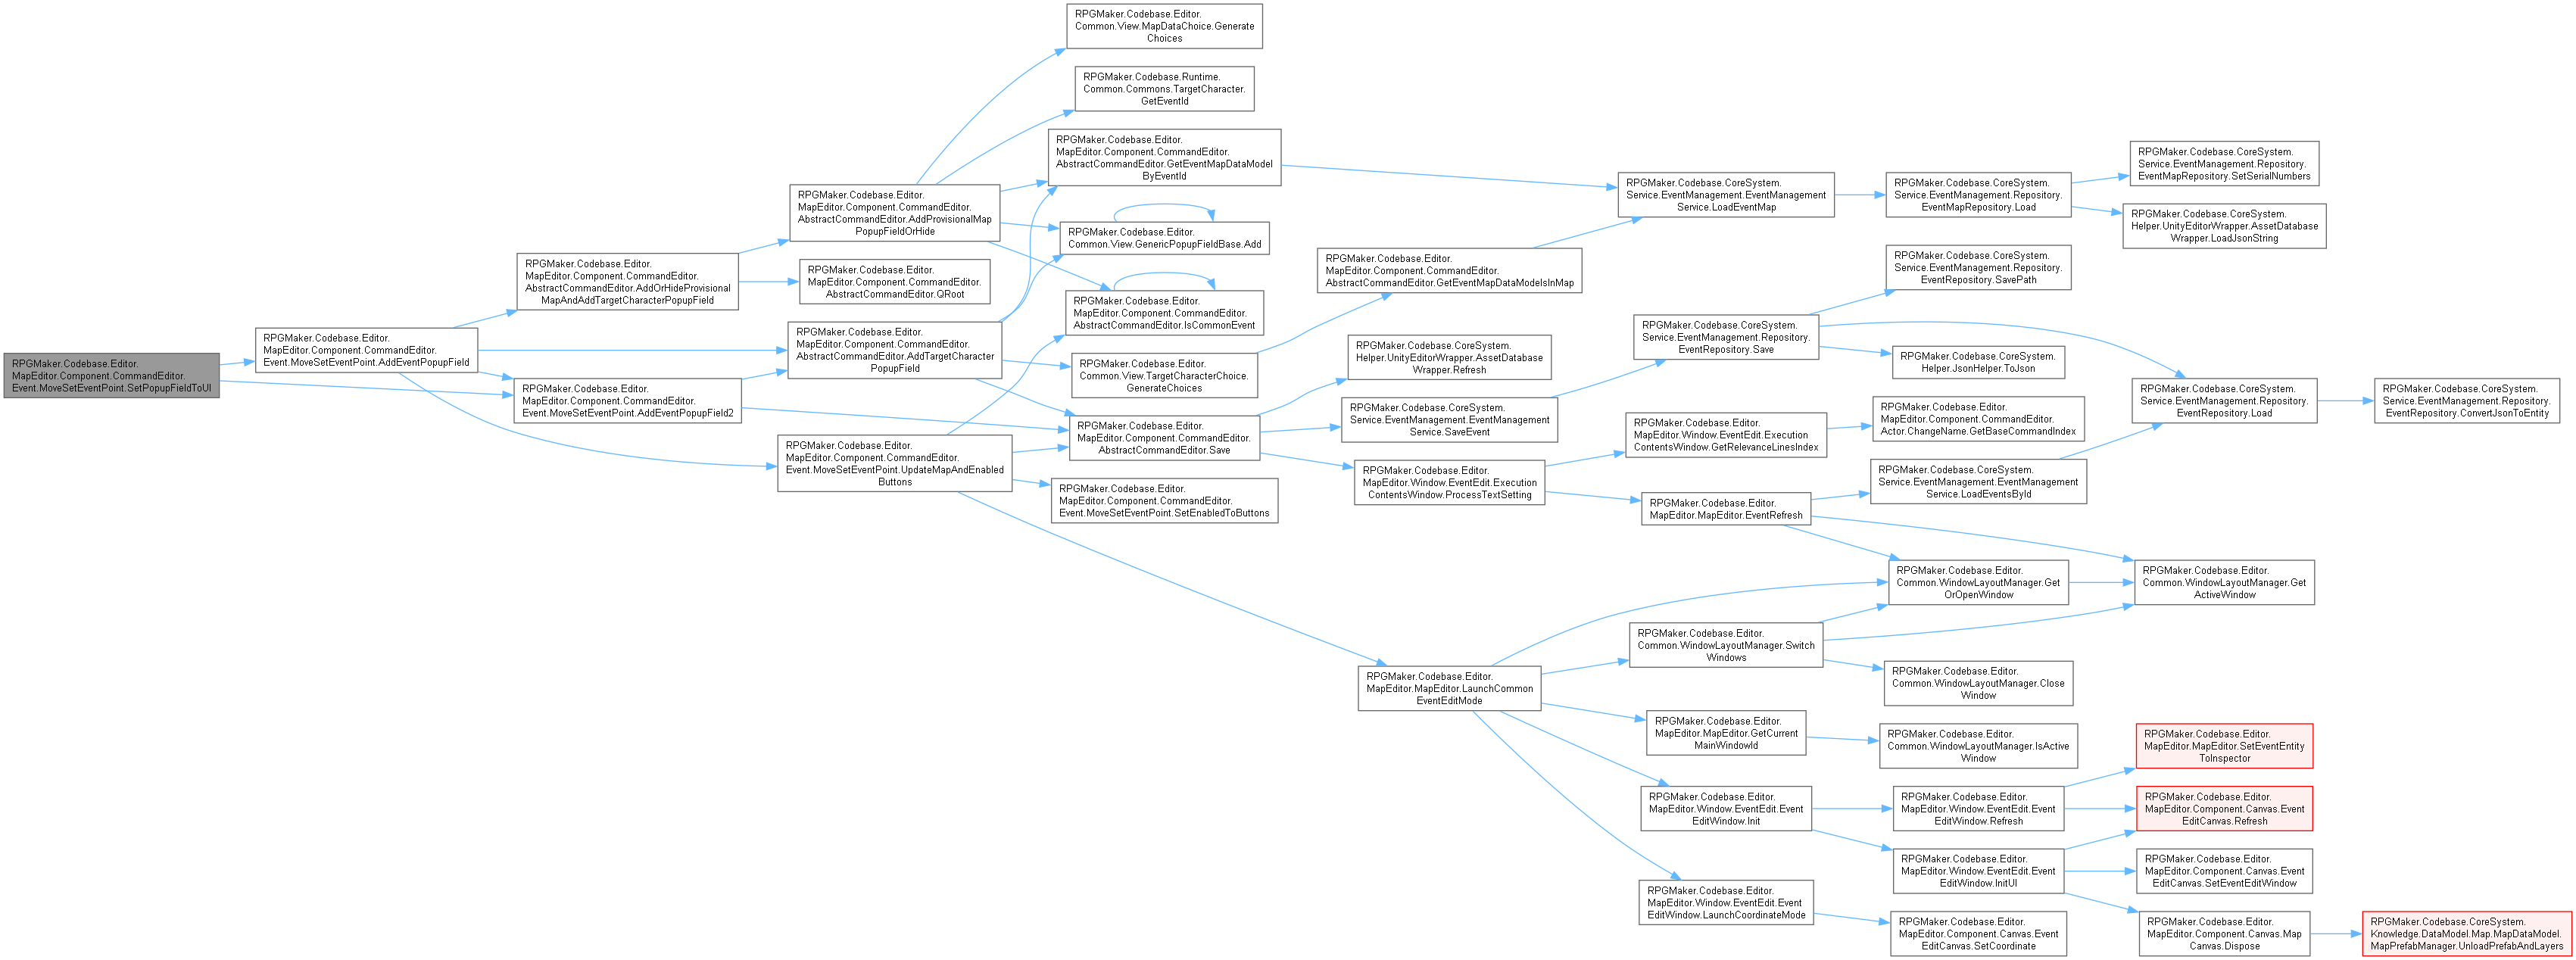 RPGMaker.Codebase.Editor.
MapEditor.Component.CommandEditor.
Event.MoveSetEventPoint.SetPopupFieldToUI
RPGMaker.Codebase.Editor.
MapEditor.Component.CommandEditor.
Event.MoveSetEventPoint.AddEventPopupField
RPGMaker.Codebase.Editor.
MapEditor.Component.CommandEditor.
AbstractCommandEditor.AddOrHideProvisional
MapAndAddTargetCharacterPopupField
RPGMaker.Codebase.Editor.
MapEditor.Component.CommandEditor.
Event.MoveSetEventPoint.AddEventPopupField2
RPGMaker.Codebase.Editor.
MapEditor.Component.CommandEditor.
AbstractCommandEditor.AddProvisionalMap
PopupFieldOrHide
RPGMaker.Codebase.Editor.
MapEditor.Component.CommandEditor.
AbstractCommandEditor.QRoot
RPGMaker.Codebase.Editor.
MapEditor.Component.CommandEditor.
AbstractCommandEditor.AddTargetCharacter
PopupField
RPGMaker.Codebase.Editor.
MapEditor.Component.CommandEditor.
Event.MoveSetEventPoint.UpdateMapAndEnabled
Buttons
RPGMaker.Codebase.Editor.
Common.View.MapDataChoice.Generate
Choices
RPGMaker.Codebase.Runtime.
Common.Commons.TargetCharacter.
GetEventId
RPGMaker.Codebase.Editor.
MapEditor.Component.CommandEditor.
AbstractCommandEditor.GetEventMapDataModel
ByEventId
RPGMaker.Codebase.Editor.
Common.View.GenericPopupFieldBase.Add
RPGMaker.Codebase.Editor.
MapEditor.Component.CommandEditor.
AbstractCommandEditor.IsCommonEvent
RPGMaker.Codebase.Editor.
Common.View.TargetCharacterChoice.
GenerateChoices
RPGMaker.Codebase.Editor.
MapEditor.Component.CommandEditor.
AbstractCommandEditor.Save
RPGMaker.Codebase.Editor.
MapEditor.Component.CommandEditor.
Event.MoveSetEventPoint.SetEnabledToButtons
RPGMaker.Codebase.Editor.
MapEditor.Component.CommandEditor.
AbstractCommandEditor.GetEventMapDataModelsInMap
RPGMaker.Codebase.CoreSystem.
Helper.UnityEditorWrapper.AssetDatabase
Wrapper.Refresh
RPGMaker.Codebase.CoreSystem.
Service.EventManagement.EventManagement
Service.SaveEvent
RPGMaker.Codebase.Editor.
MapEditor.Window.EventEdit.Execution
ContentsWindow.ProcessTextSetting
RPGMaker.Codebase.Editor.
MapEditor.MapEditor.LaunchCommon
EventEditMode
RPGMaker.Codebase.CoreSystem.
Service.EventManagement.EventManagement
Service.LoadEventMap
RPGMaker.Codebase.CoreSystem.
Service.EventManagement.Repository.
EventRepository.Save
RPGMaker.Codebase.Editor.
MapEditor.Window.EventEdit.Execution
ContentsWindow.GetRelevanceLinesIndex
RPGMaker.Codebase.Editor.
MapEditor.MapEditor.EventRefresh
RPGMaker.Codebase.Editor.
Common.WindowLayoutManager.Switch
Windows
RPGMaker.Codebase.Editor.
MapEditor.MapEditor.GetCurrent
MainWindowId
RPGMaker.Codebase.Editor.
MapEditor.Window.EventEdit.Event
EditWindow.Init
RPGMaker.Codebase.Editor.
MapEditor.Window.EventEdit.Event
EditWindow.LaunchCoordinateMode
RPGMaker.Codebase.CoreSystem.
Service.EventManagement.Repository.
EventMapRepository.Load
RPGMaker.Codebase.CoreSystem.
Service.EventManagement.Repository.
EventRepository.SavePath
RPGMaker.Codebase.CoreSystem.
Helper.JsonHelper.ToJson
RPGMaker.Codebase.Editor.
MapEditor.Component.CommandEditor.
Actor.ChangeName.GetBaseCommandIndex
RPGMaker.Codebase.CoreSystem.
Service.EventManagement.EventManagement
Service.LoadEventsById
RPGMaker.Codebase.Editor.
Common.WindowLayoutManager.Get
OrOpenWindow
RPGMaker.Codebase.Editor.
Common.WindowLayoutManager.Close
Window
RPGMaker.Codebase.Editor.
Common.WindowLayoutManager.IsActive
Window
RPGMaker.Codebase.Editor.
MapEditor.Window.EventEdit.Event
EditWindow.Refresh
RPGMaker.Codebase.Editor.
MapEditor.Window.EventEdit.Event
EditWindow.InitUI
RPGMaker.Codebase.Editor.
MapEditor.Component.Canvas.Event
EditCanvas.SetCoordinate
RPGMaker.Codebase.CoreSystem.
Service.EventManagement.Repository.
EventMapRepository.SetSerialNumbers
RPGMaker.Codebase.CoreSystem.
Helper.UnityEditorWrapper.AssetDatabase
Wrapper.LoadJsonString
RPGMaker.Codebase.CoreSystem.
Service.EventManagement.Repository.
EventRepository.Load
RPGMaker.Codebase.Editor.
Common.WindowLayoutManager.Get
ActiveWindow
RPGMaker.Codebase.Editor.
MapEditor.MapEditor.SetEventEntity
ToInspector
RPGMaker.Codebase.Editor.
MapEditor.Component.Canvas.Event
EditCanvas.Refresh
RPGMaker.Codebase.Editor.
MapEditor.Component.Canvas.Event
EditCanvas.SetEventEditWindow
RPGMaker.Codebase.Editor.
MapEditor.Component.Canvas.Map
Canvas.Dispose
RPGMaker.Codebase.CoreSystem.
Service.EventManagement.Repository.
EventRepository.ConvertJsonToEntity
RPGMaker.Codebase.CoreSystem.
Knowledge.DataModel.Map.MapDataModel.
MapPrefabManager.UnloadPrefabAndLayers